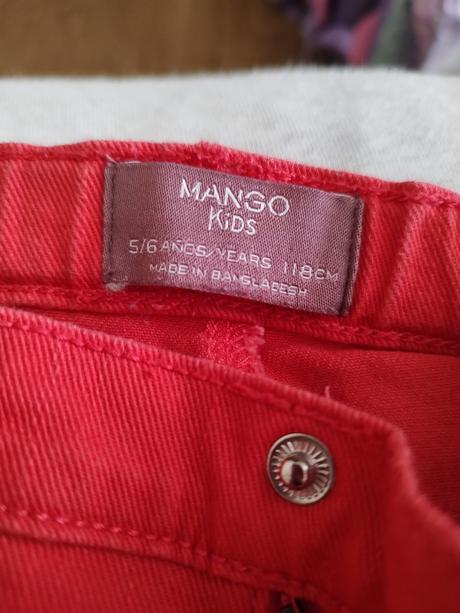 MANGO
KiDS
5/6 AÑOS/YEARS 118CM
MADE IN BANGLADESH